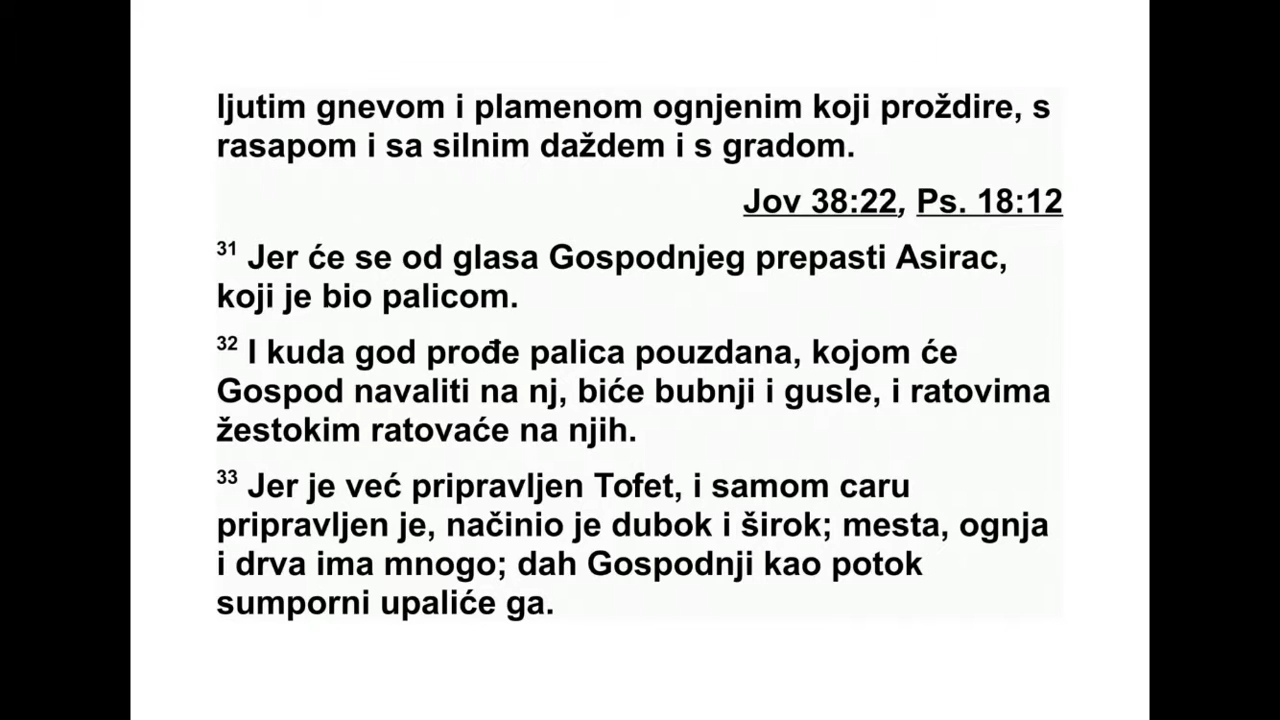 ljutim gnevom i plamenom ognjenim koji proždire, s
rasapom i sa silnim daždem i s gradom.
Jov 38:22, Ps. 18:12
31 Jer će se od glasa Gospodnjeg prepasti Asirac,
koji je bio palicom.
32 I kuda god prođe palica pouzdana, kojom će
Gospod navaliti na nj, biće bubnji i gusle, i ratovima
žestokim ratovaće na njih.
33 Jer je već pripravljen Tofet, i samom caru
pripravljen je, načinio je dubok i širok; mesta, ognja
i drva ima mnogo; dah Gospodnji kao potok
sumporni upaliće ga.